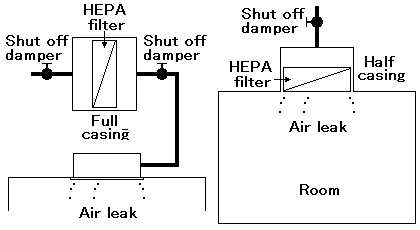 HEPA
filter
Shut off
damper
Shut off
damper
Full
casing
Air leak
Shut off
damper
HEPA
filter
Half
casing
Air leak
Room